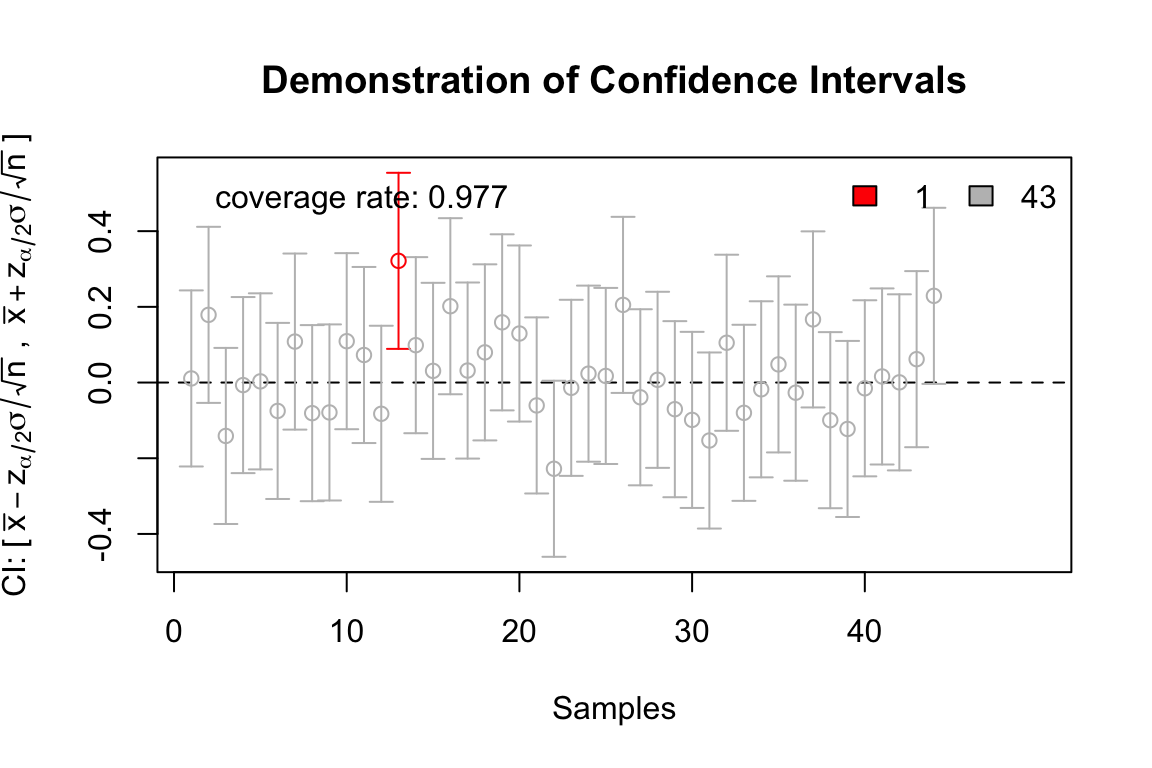 Demonstration of Confidence Intervals
coverage rate: 0.977
1 43
CI: [ x̅ − zα/2σ/√n , x̅ + zα/2σ/√n ]
0.4
0.2
0.0
-0.4
0 10 20 30 40
Samples